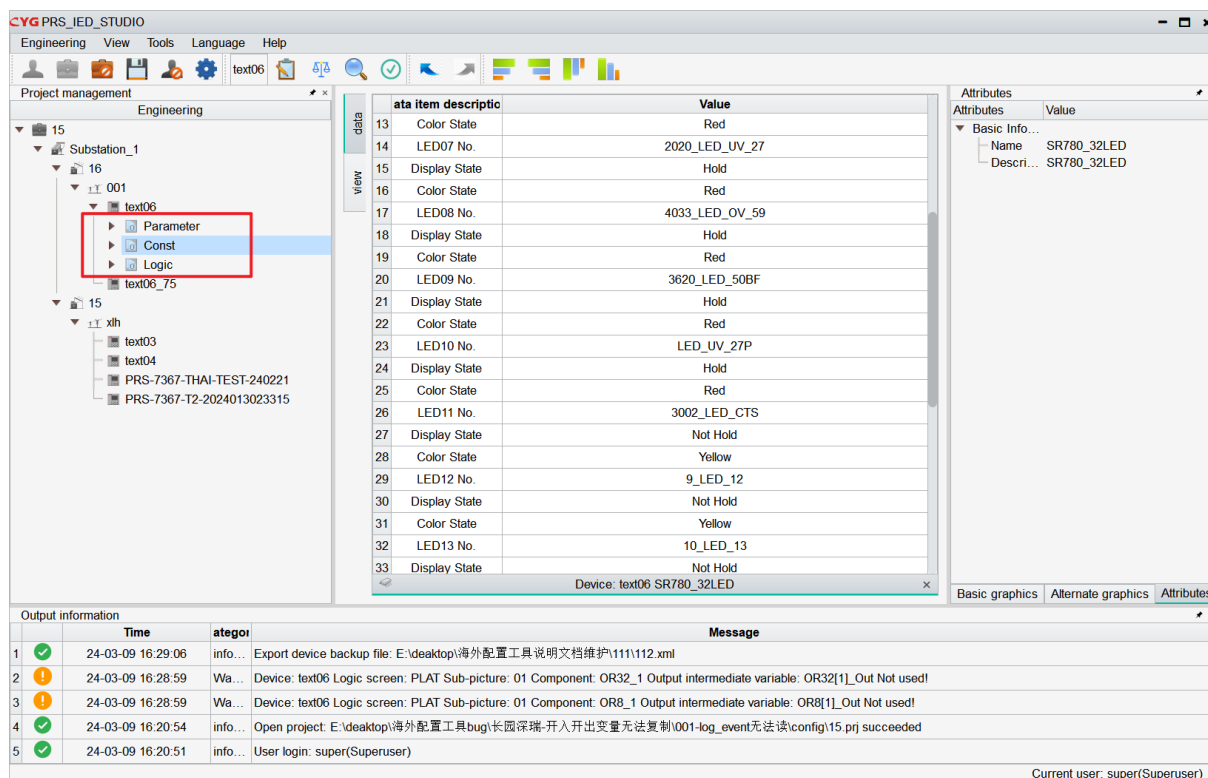 CYG PRS_IED_STUDIO
Engineering View Tools Language Help
text06
Project management
Engineering
15
Substation_1
16
001
text06
Parameter
Const
Logic
text06_75
15
xlh
text03
text04
PRS-7367-THAI-TEST-240221
PRS-7367-T2-2024013023315
data
view
ata item descriptio Value
13 Color State Red
14 LED07 No. 2020_LED_UV_27
15 Display State Hold
16 Color State Red
17 LED08 No. 4033_LED_OV_59
18 Display State Hold
19 Color State Red
20 LED09 No. 3620_LED_50BF
21 Display State Hold
22 Color State Red
23 LED10 No. LED_UV_27P
24 Display State Hold
25 Color State Red
26 LED11 No. 3002_LED_CTS
27 Display State Not Hold
28 Color State Yellow
29 LED12 No. 9_LED_12
30 Display State Not Hold
31 Color State Yellow
32 LED13 No. 10_LED_13
33 Display State Not Hold
Device: text06 SR780_32LED
Attributes
Attributes Value
Basic Info...
Name SR780_32LED
Descri... SR780_32LED
Basic graphics Alternate graphics Attributes
Output information
Time ategor Message
1 24-03-09 16:29:06 info... Export device backup file: E:\deaktop\海外配置工具说明文档维护\111\112.xml
2 24-03-09 16:28:59 Wa... Device: text06 Logic screen: PLAT Sub-picture: 01 Component: OR32_1 Output intermediate variable: OR32[1]_Out Not used!
3 24-03-09 16:28:59 Wa... Device: text06 Logic screen: PLAT Sub-picture: 01 Component: OR8_1 Output intermediate variable: OR8[1]_Out Not used!
4 24-03-09 16:20:54 info... Open project: E:\deaktop\海外配置工具bug\长园深瑞-开入开出变量无法复制\001-log_event无法读\config\15.prj succeeded
5 24-03-09 16:20:51 info... User login: super(Superuser)
Current user: super(Superuser)